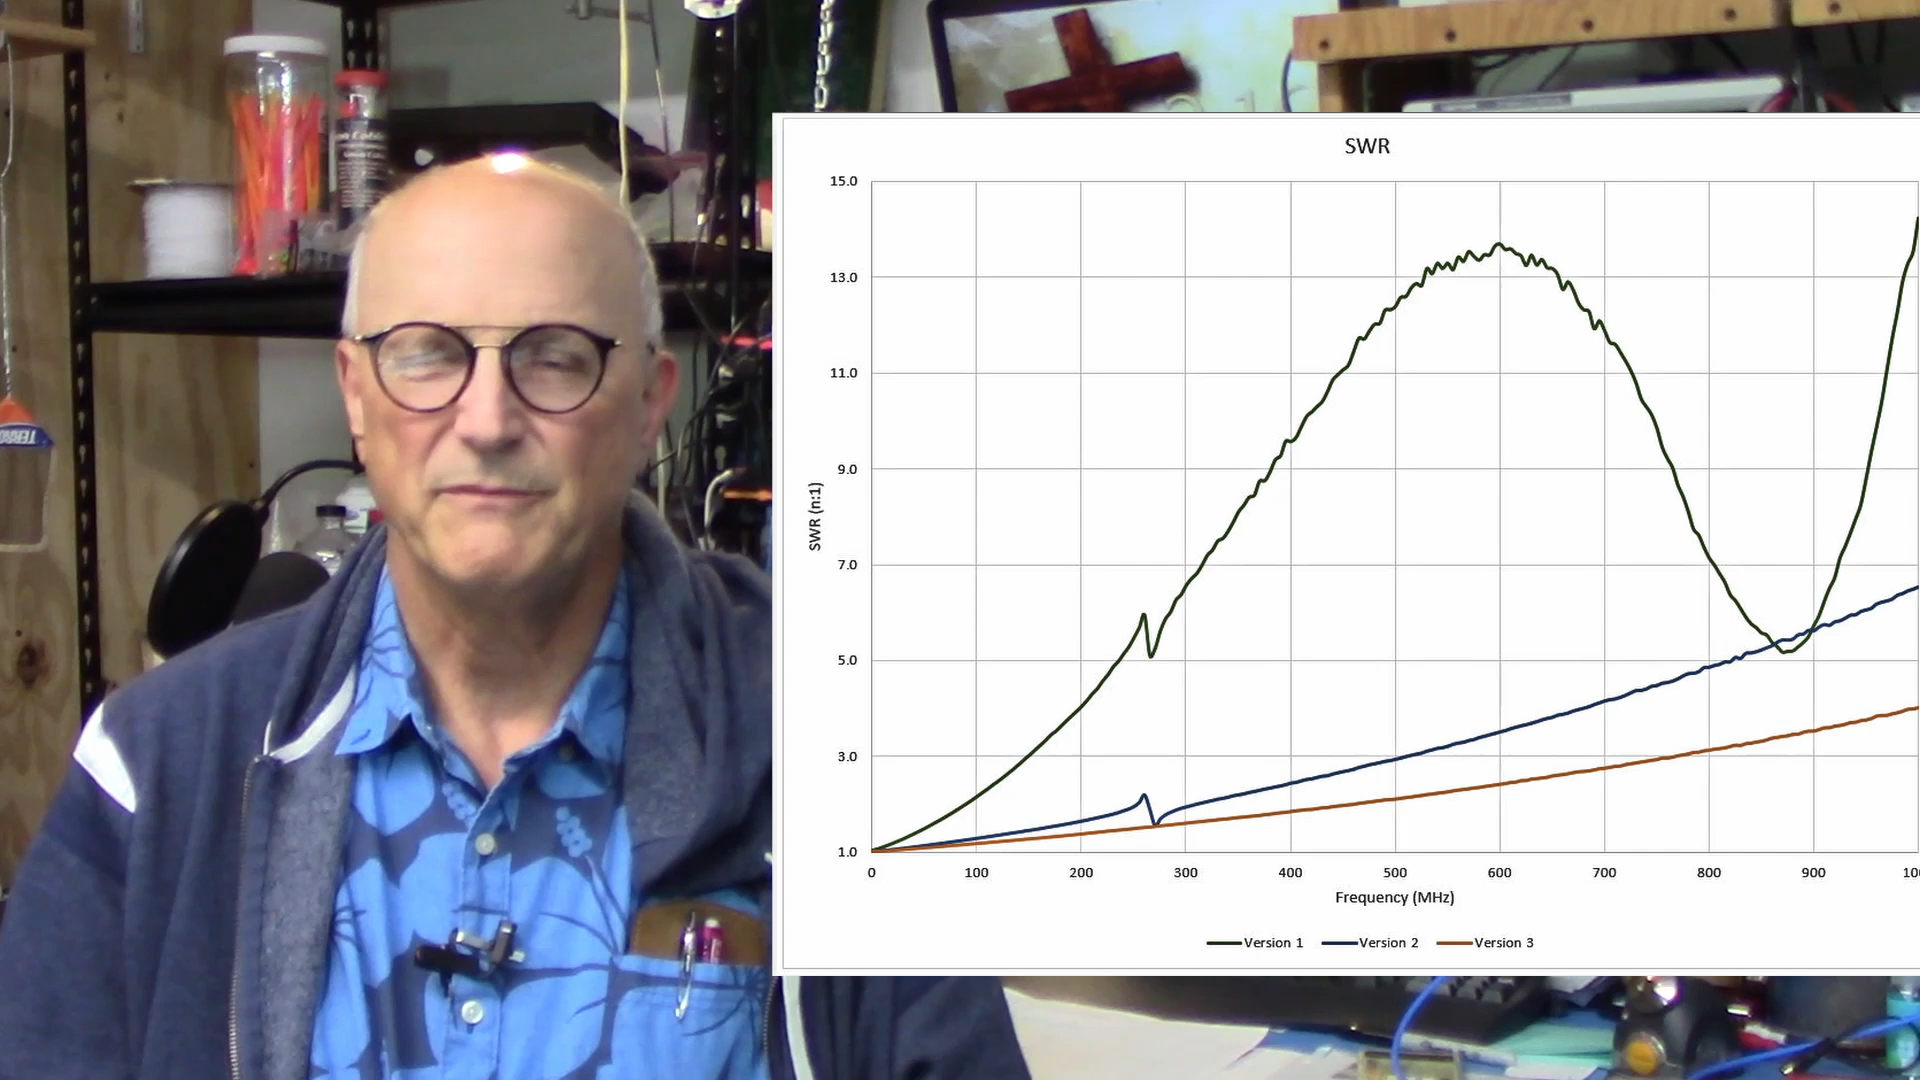 SWR
15.0
13.0
11.0
9.0
7.0
5.0
3.0
1.0
SWR (n:1)
0 100 200 300 400 500 600 700 800 900
Frequency (MHz)
Version 1 Version 2 Version 3
TERRO